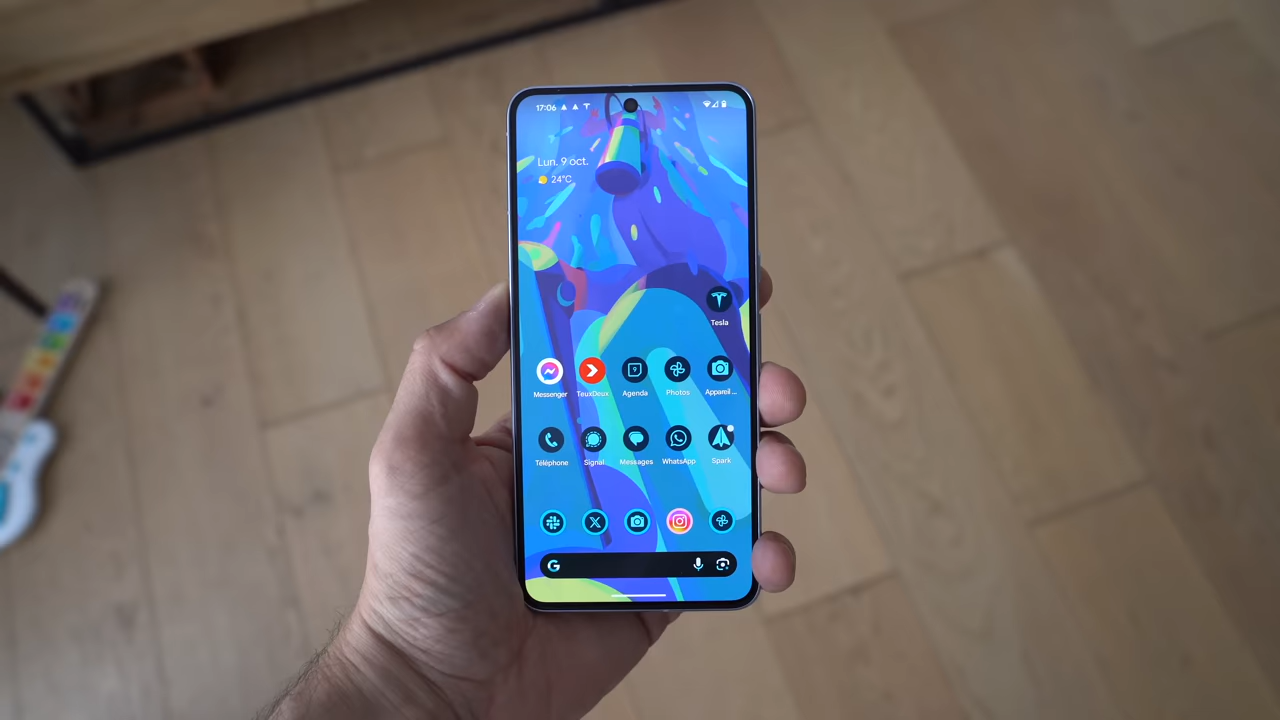 17:06
Lun. 9 oct.
24°C
Tesla
Messenger TeuxDeux Agenda Photos Appareil ...
Téléphone Signal Messages WhatsApp Spark